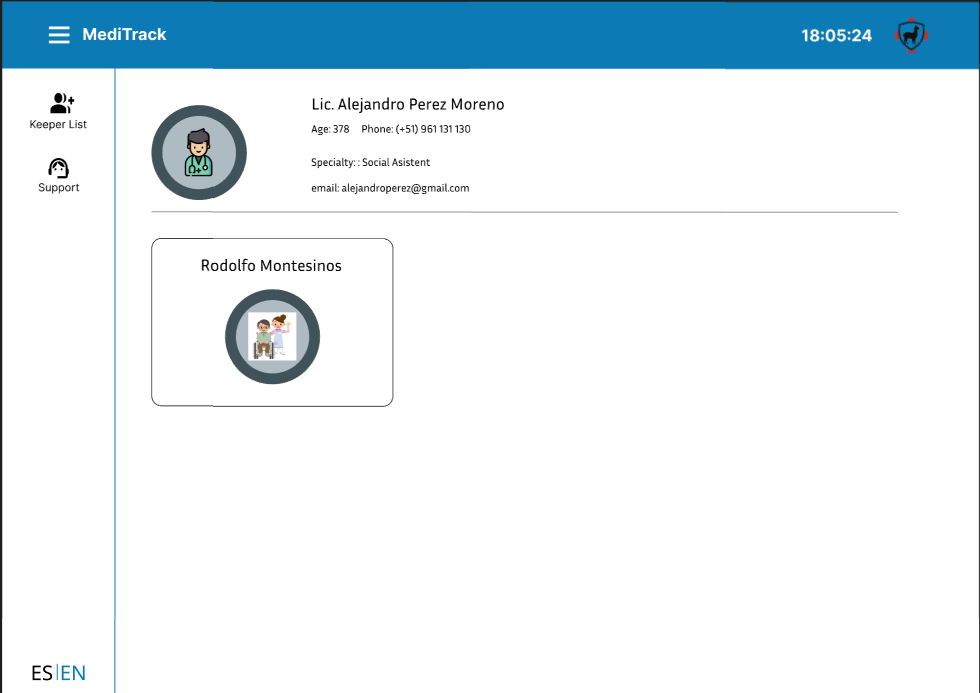 MediTrack
18:05:24
Keeper List
Support
Lic. Alejandro Perez Moreno
Age: 378 Phone: (+51) 961 131 130
Specialty: : Social Asistent
email: alejandroperez@gmail.com
Rodolfo Montesinos
ES|EN